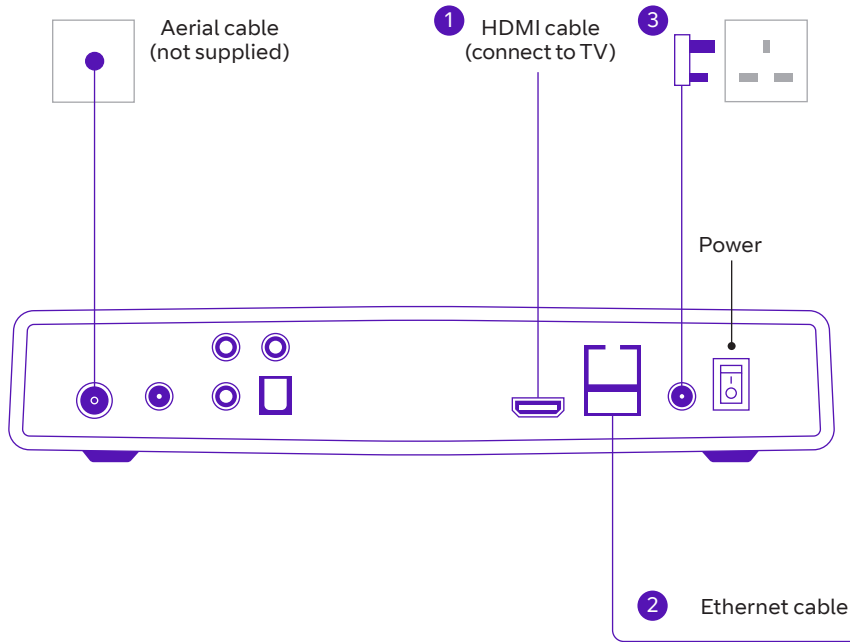 Aerial cable
(not supplied)
1 HDMI cable
(connect to TV)
3
Power
2 Ethernet cable